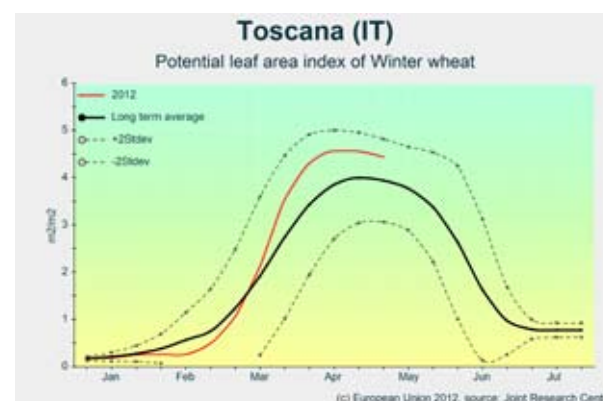 Toscana (IT)
Potential leaf area index of Winter wheat
6
2012
Long term average
5
+2Stdev
-2Stdev
4
3
m2/m2
2
1
0
Jan Feb Mar Apr May Jun Jul
(c) European Union 2012, source: Joint Research Cent